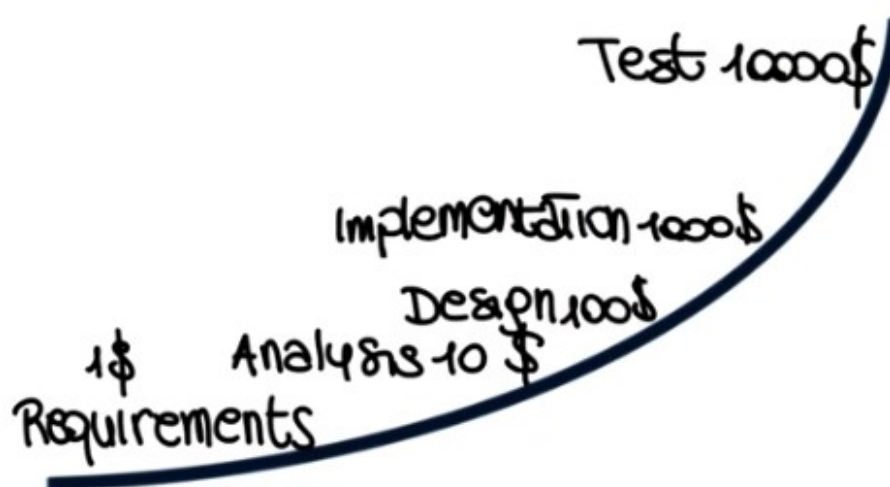 Test 10000$
Implementation 1000$
Design 100$
1$
Analysis 10 $
Requirements